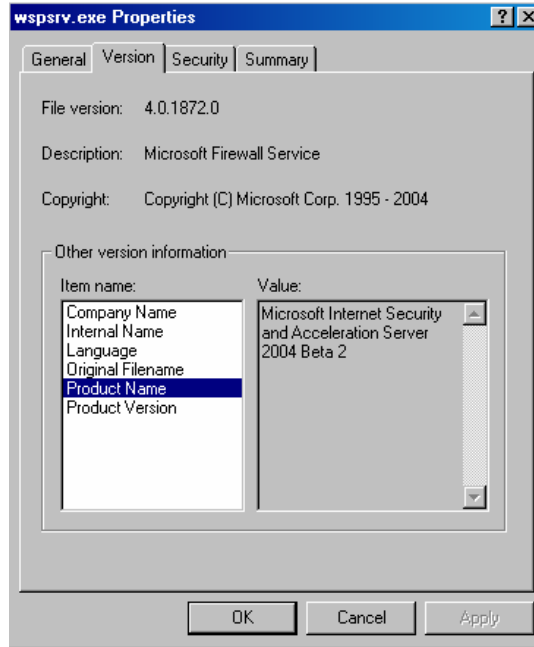 wspsrv.exe Properties
General Version Security Summary
File version: 4.0.1872.0
Description: Microsoft Firewall Service
Copyright: Copyright (C) Microsoft Corp. 1995 - 2004
Other version information
Item name: Value:
Company Name
Internal Name
Language
Original Filename
Product Name
Product Version
Microsoft Internet Security
and Acceleration Server
2004 Beta 2
OK Cancel Apply